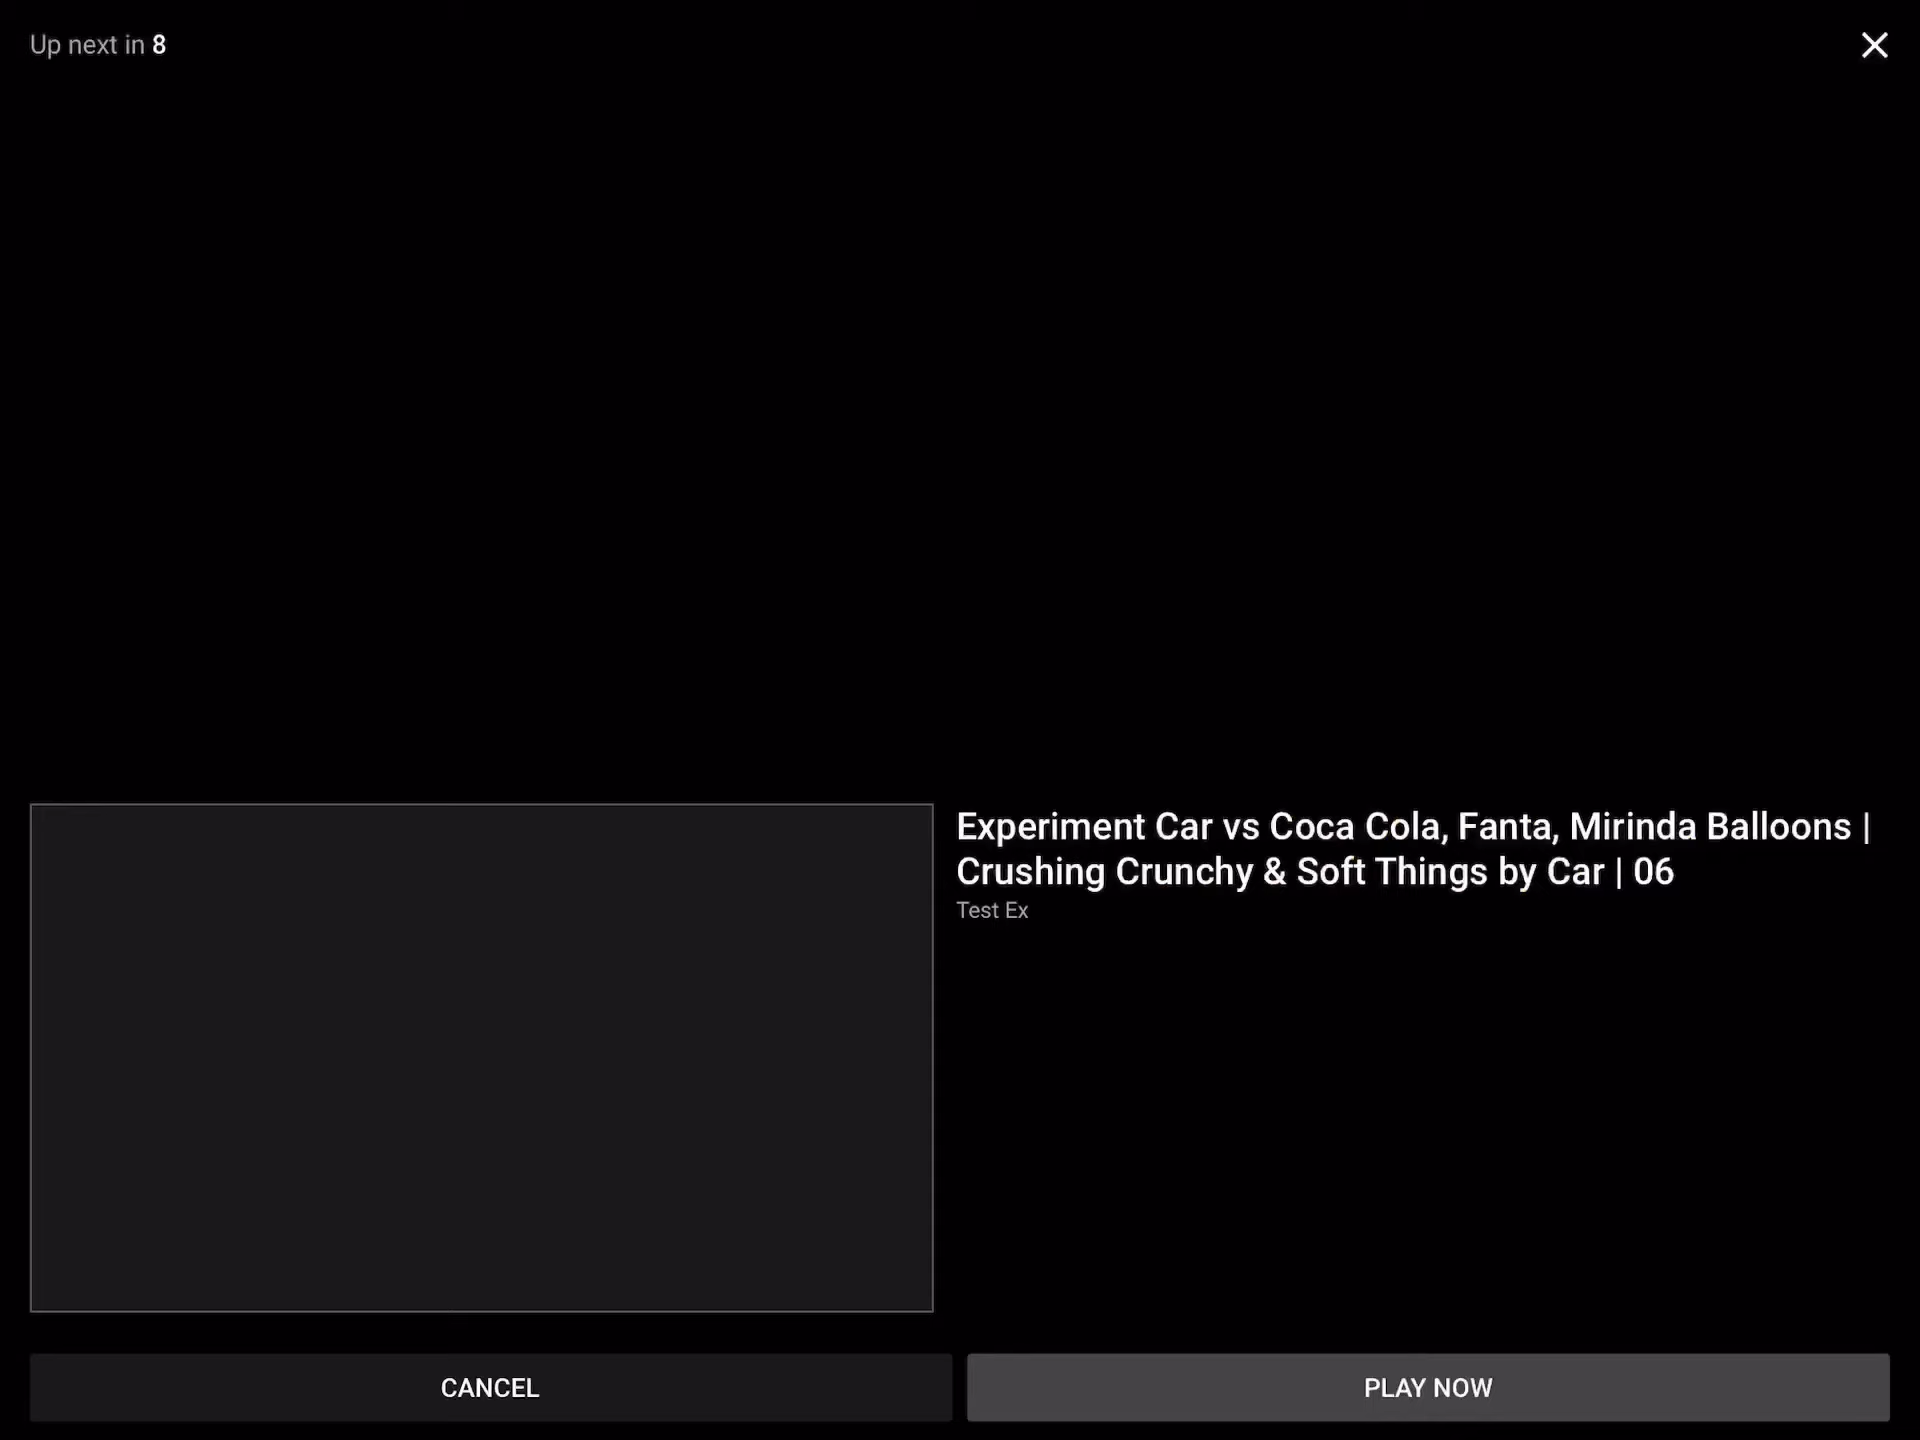 Up next in 8
Experiment Car vs Coca Cola, Fanta, Mirinda Balloons |
Crushing Crunchy & Soft Things by Car | 06
Test Ex
CANCEL
PLAY NOW